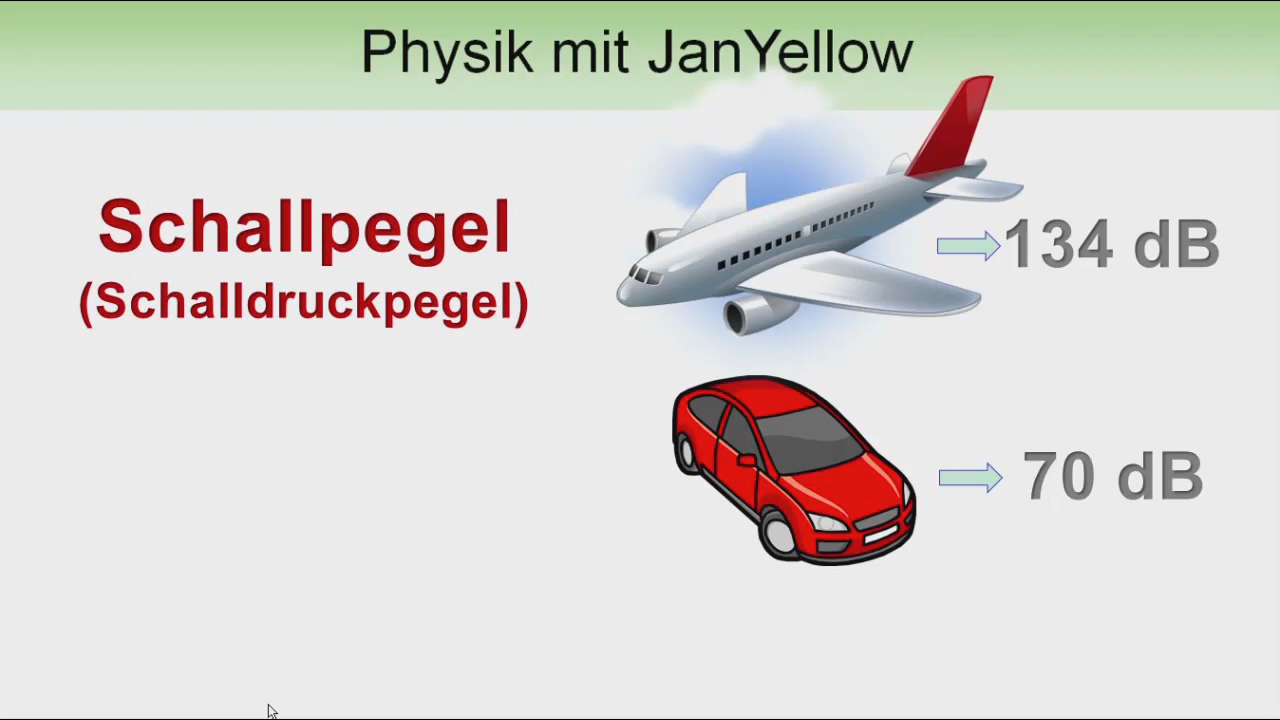 Physik mit JanYellow
Schallpegel
(Schalldruckpegel)
134 dB
70 dB